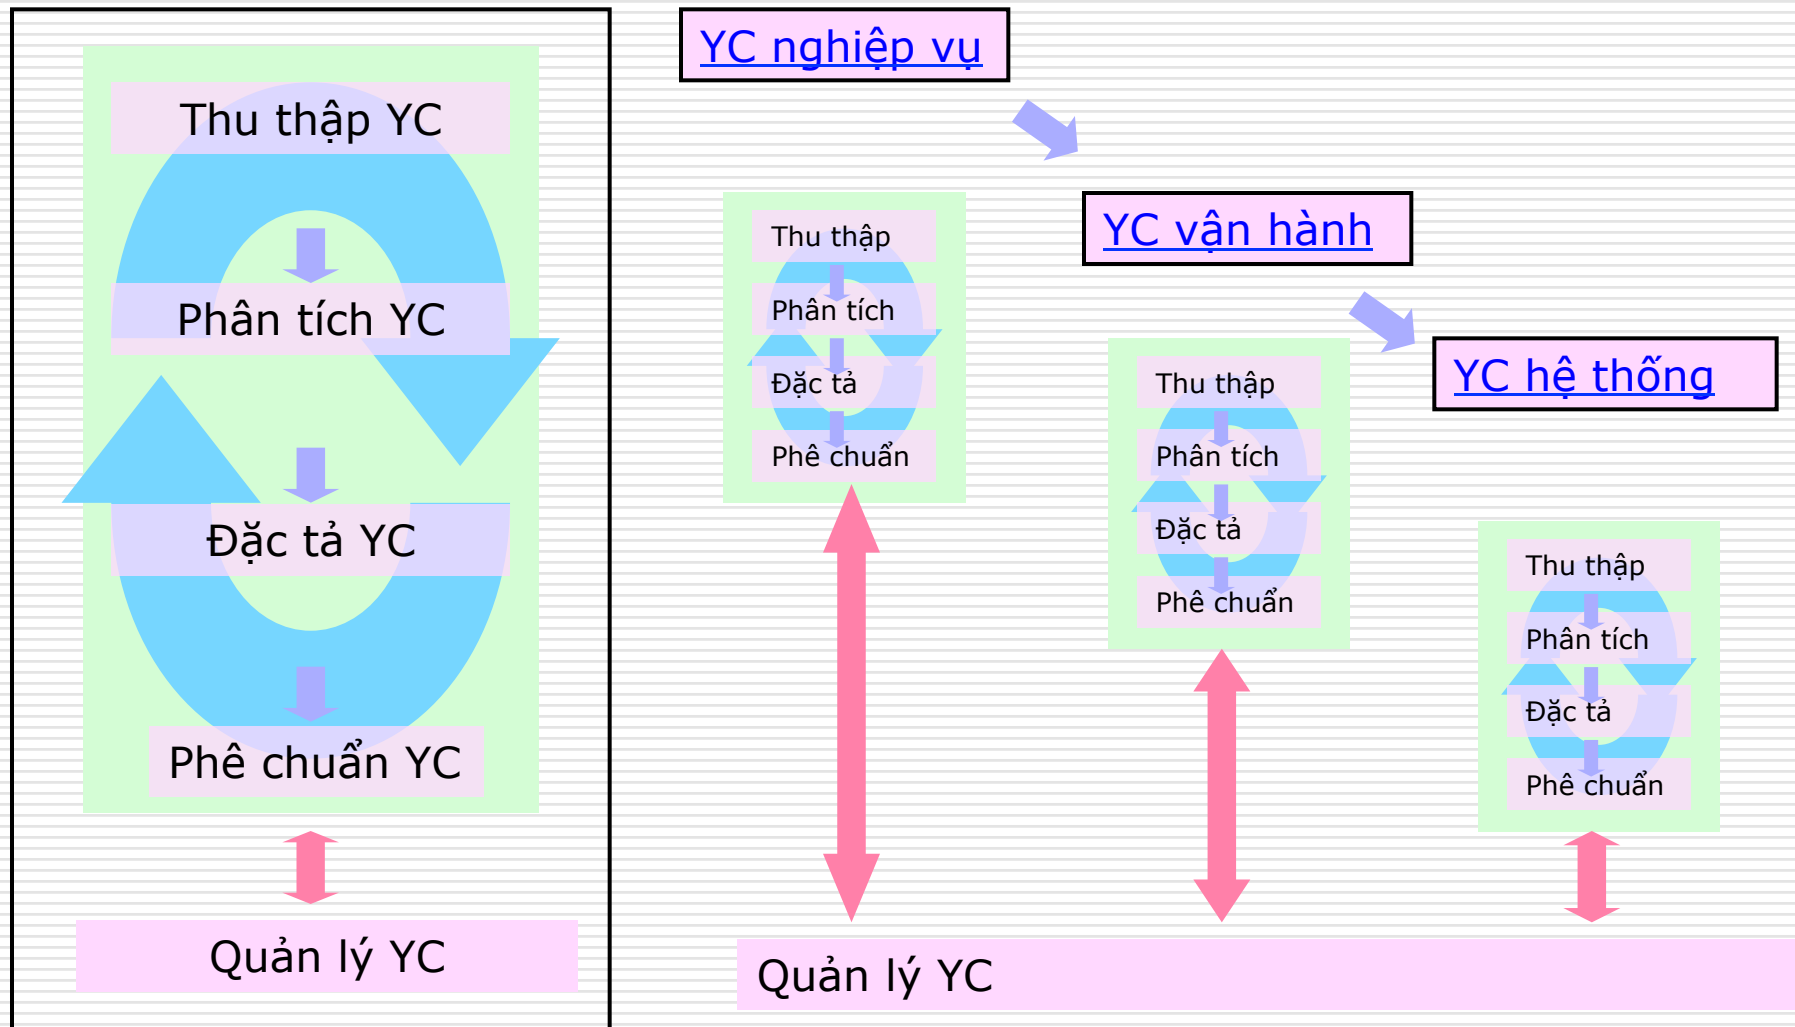 Thu thập YC
Phân tích YC
Đặc tả YC
Phê chuẩn YC
Quản lý YC
YC nghiệp vụ
Thu thập
Phân tích
Đặc tả
Phê chuẩn
YC vận hành
Thu thập
Phân tích
Đặc tả
Phê chuẩn
YC hệ thống
Thu thập
Phân tích
Đặc tả
Phê chuẩn
Quản lý YC